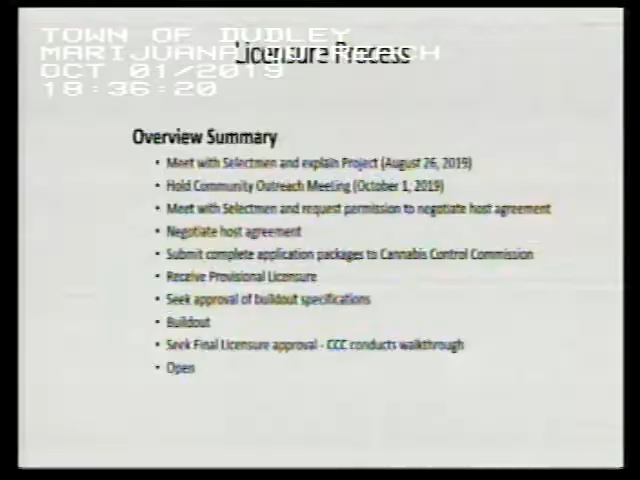 TOWN OF DUDLEY
MARIJUANA OUTREACH
OCT 01/2019
18:36:20
Licensure Process
Overview Summary
• Meet with Selectmen and explain Project (August 26, 2019)
• Hold Community Outreach Meeting (October 1, 2019)
• Meet with Selectmen and request permission to negotiate host agreement
• Negotiate host agreement
• Submit complete application packages to Cannabis Control Commission
• Receive Provisional Licensure
• Seek approval of buildout specifications
• Buildout
• Seek Final Licensure approval - CCC conducts walkthrough
• Open